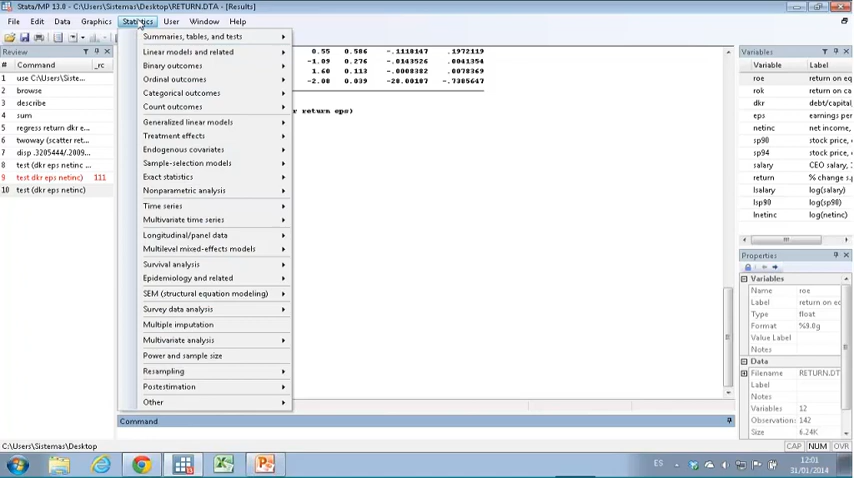 Stata/MP 13.0 - C:\Users\Sistemas\Desktop\RETURN.DTA - [Results]
File Edit Data Graphics Statistics User Window Help
Review
# Command _rc
1 use C:\Users\Siste...
2 browse
3 describe
4 sum
5 regress return dkr e...
6 twoway (scatter ret...
7 disp .3205444/.2009...
8 test (dkr eps netinc ...
9 test dkr eps netinc) 111
10 test (dkr eps netinc)
Summaries, tables, and tests
Linear models and related
Binary outcomes
Ordinal outcomes
Categorical outcomes
Count outcomes
Generalized linear models
Treatment effects
Endogenous covariates
Sample-selection models
Exact statistics
Nonparametric analysis
Time series
Multivariate time series
Longitudinal/panel data
Multilevel mixed-effects models
Survival analysis
Epidemiology and related
SEM (structural equation modeling)
Survey data analysis
Multiple imputation
Multivariate analysis
Power and sample size
Resampling
Postestimation
Other
0.55 0.586 -.1118147 .1972119
-1.09 0.276 -.0143526 .0041354
1.60 0.113 -.0008382 .0078369
-2.08 0.039 -28.00187 -.7385647
r return eps)
Command
Variables
Variable Label
roe return on eq
rok return on ca
dkr debt/capital,
eps earnings per
netinc net income,
sp90 stock price,
sp94 stock price,
salary CEO salary,
return % change s.
lsalary log(salary)
lsp90 log(sp90)
lnetinc log(netinc)
Properties
Variables
Name roe
Label return on eq
Type float
Format %9.0g
Value Label
Notes
Data
Filename RETURN.DTA
Label
Notes
Variables 12
Observation: 142
Size 6.24K
C:\Users\Sistemas\Desktop
CAP NUM OVR
ES
12:01
31/01/2014